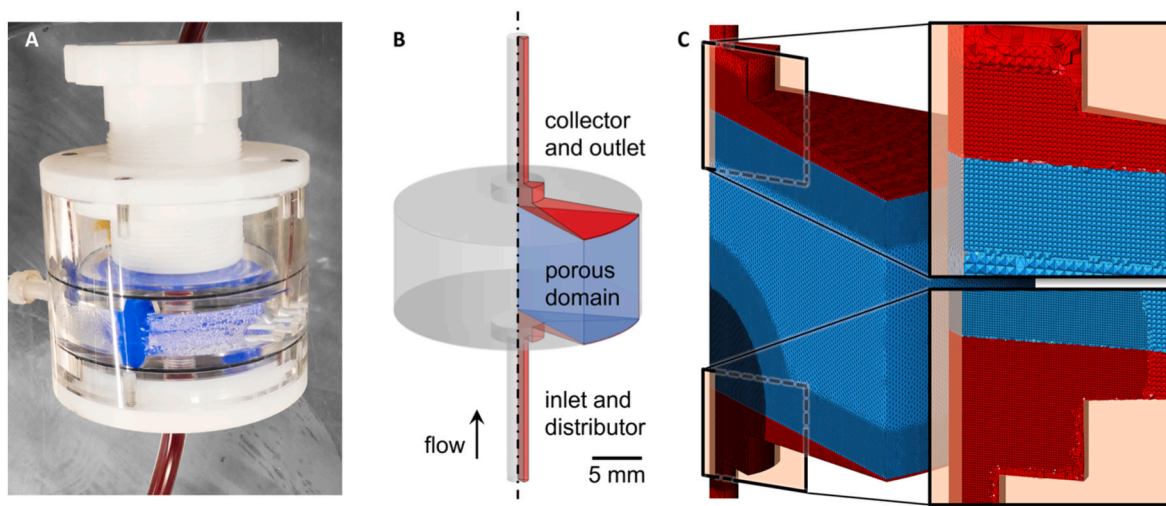 A
B
C
collector
and outlet
porous
domain
inlet and
distributor
flow
5 mm